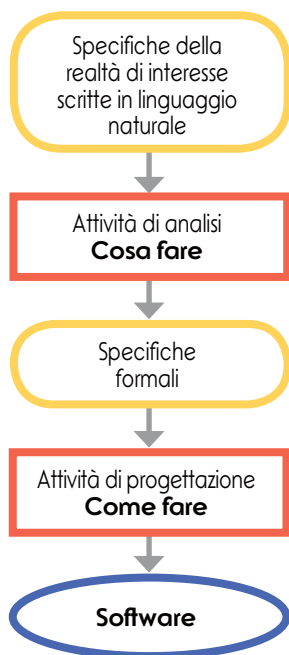 Specifiche della
realtà di interesse
scritte in linguaggio
naturale
Attività di analisi
Cosa fare
Specifiche
formali
Attività di progettazione
Come fare
Software